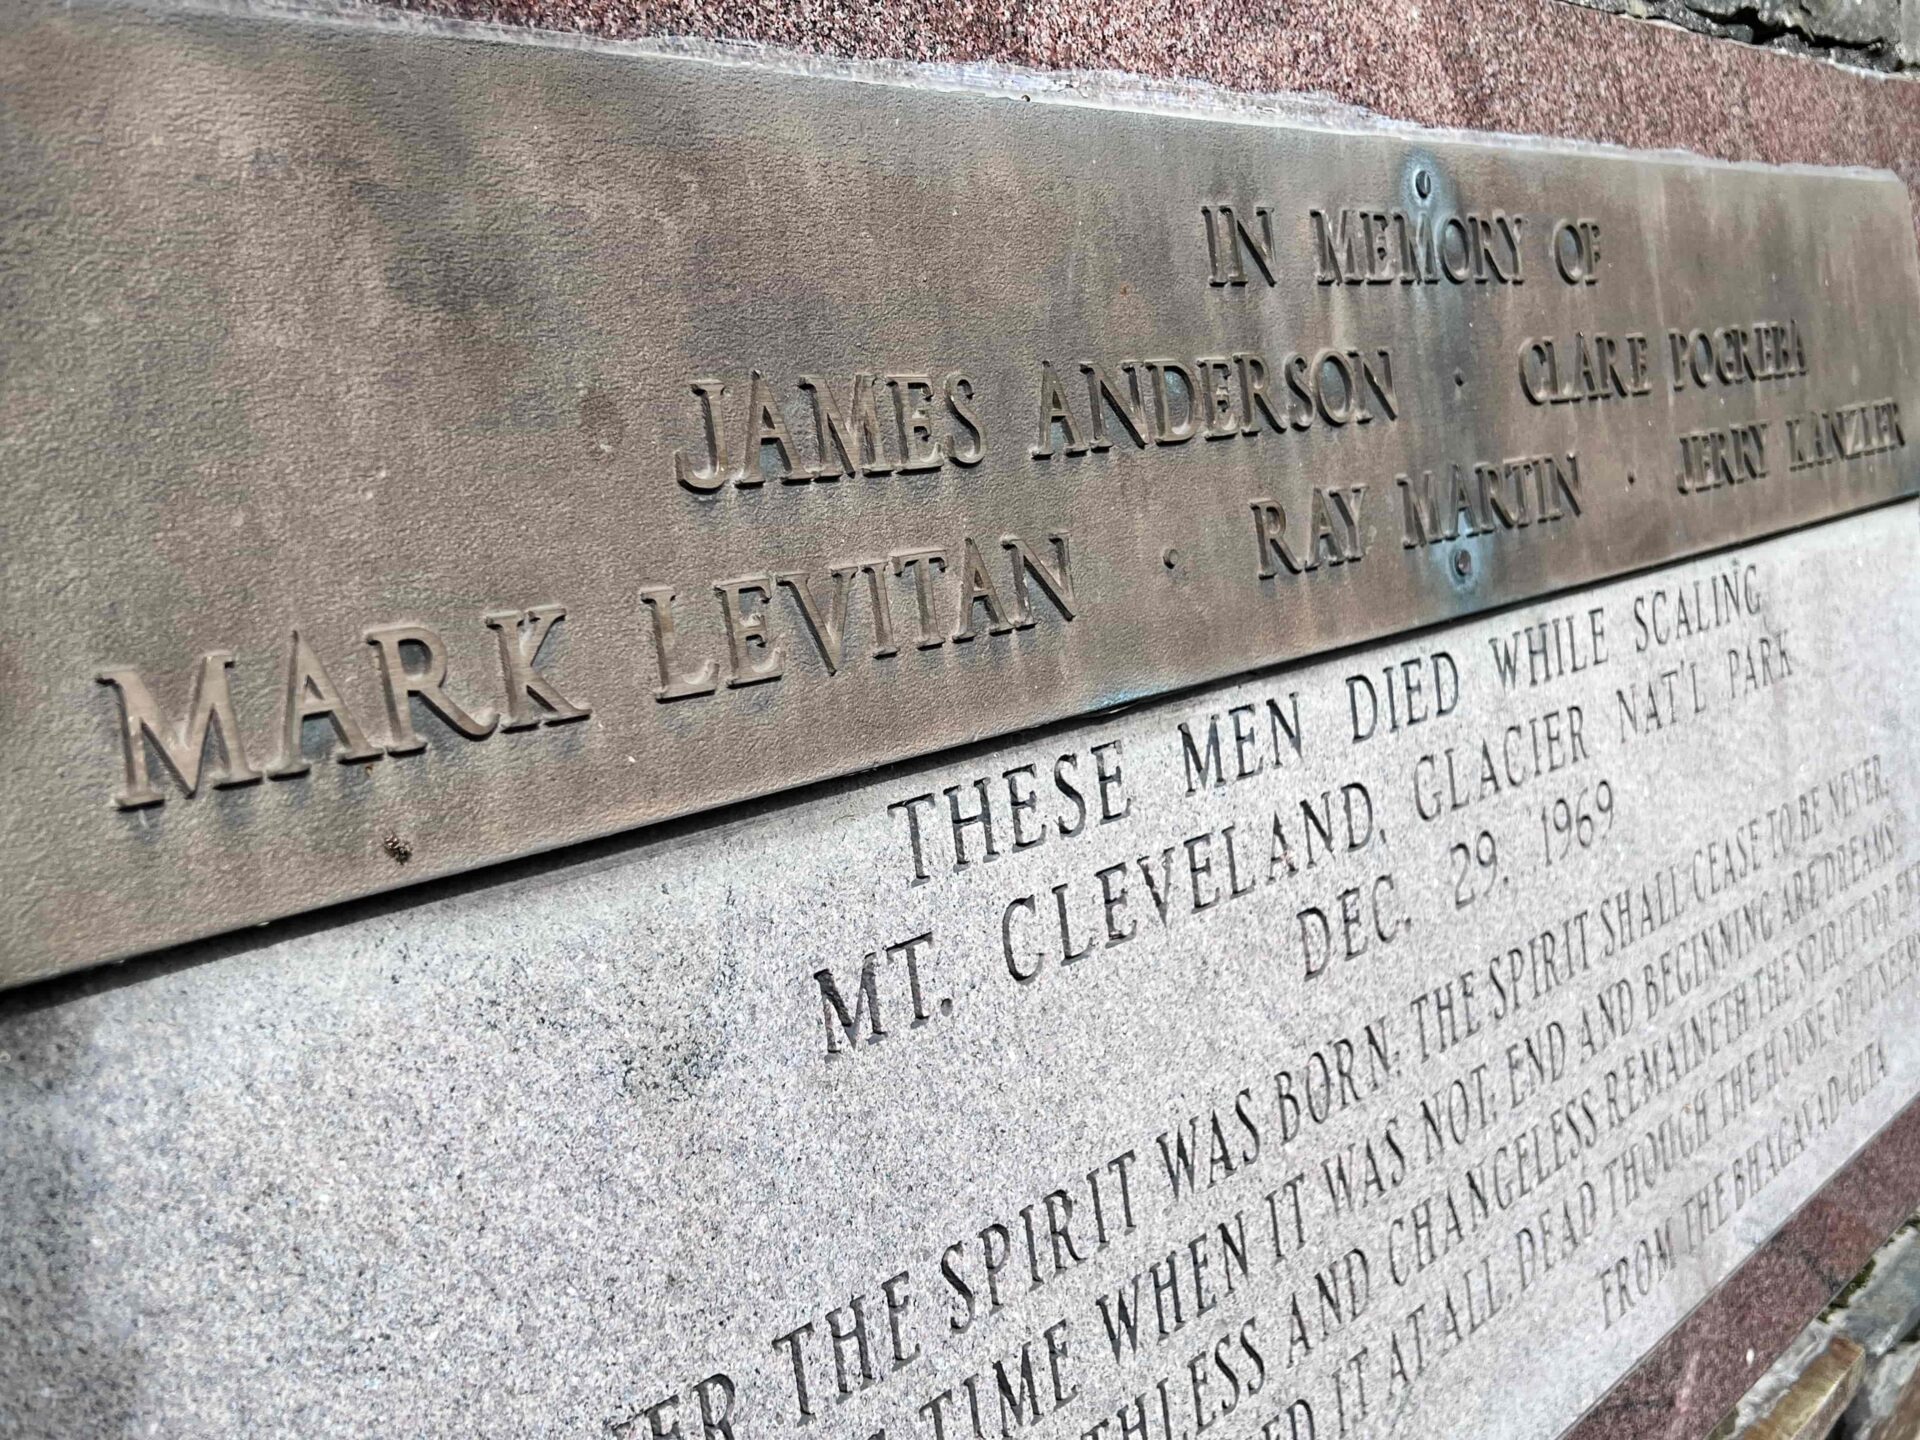 IN MEMORY OF
JAMES ANDERSON · CLARE POGREBA
MARK LEVITAN · RAY MARTIN · JERRY KANZLER
THESE MEN DIED WHILE SCALING
MT. CLEVELAND, GLACIER NAT'L PARK
DEC. 29, 1969
THE SPIRIT WAS BORN; THE SPIRIT SHALL CEASE TO BE NEVER,
TIME WHEN IT WAS NOT; END AND BEGINNING ARE DREAMS
AND CHANGELESS REMAINETH THE SPIRIT FOR
IT AT ALL, DEAD THOUGH THE HOUSE OF IT
FROM THE BHAGAVAD-GITA